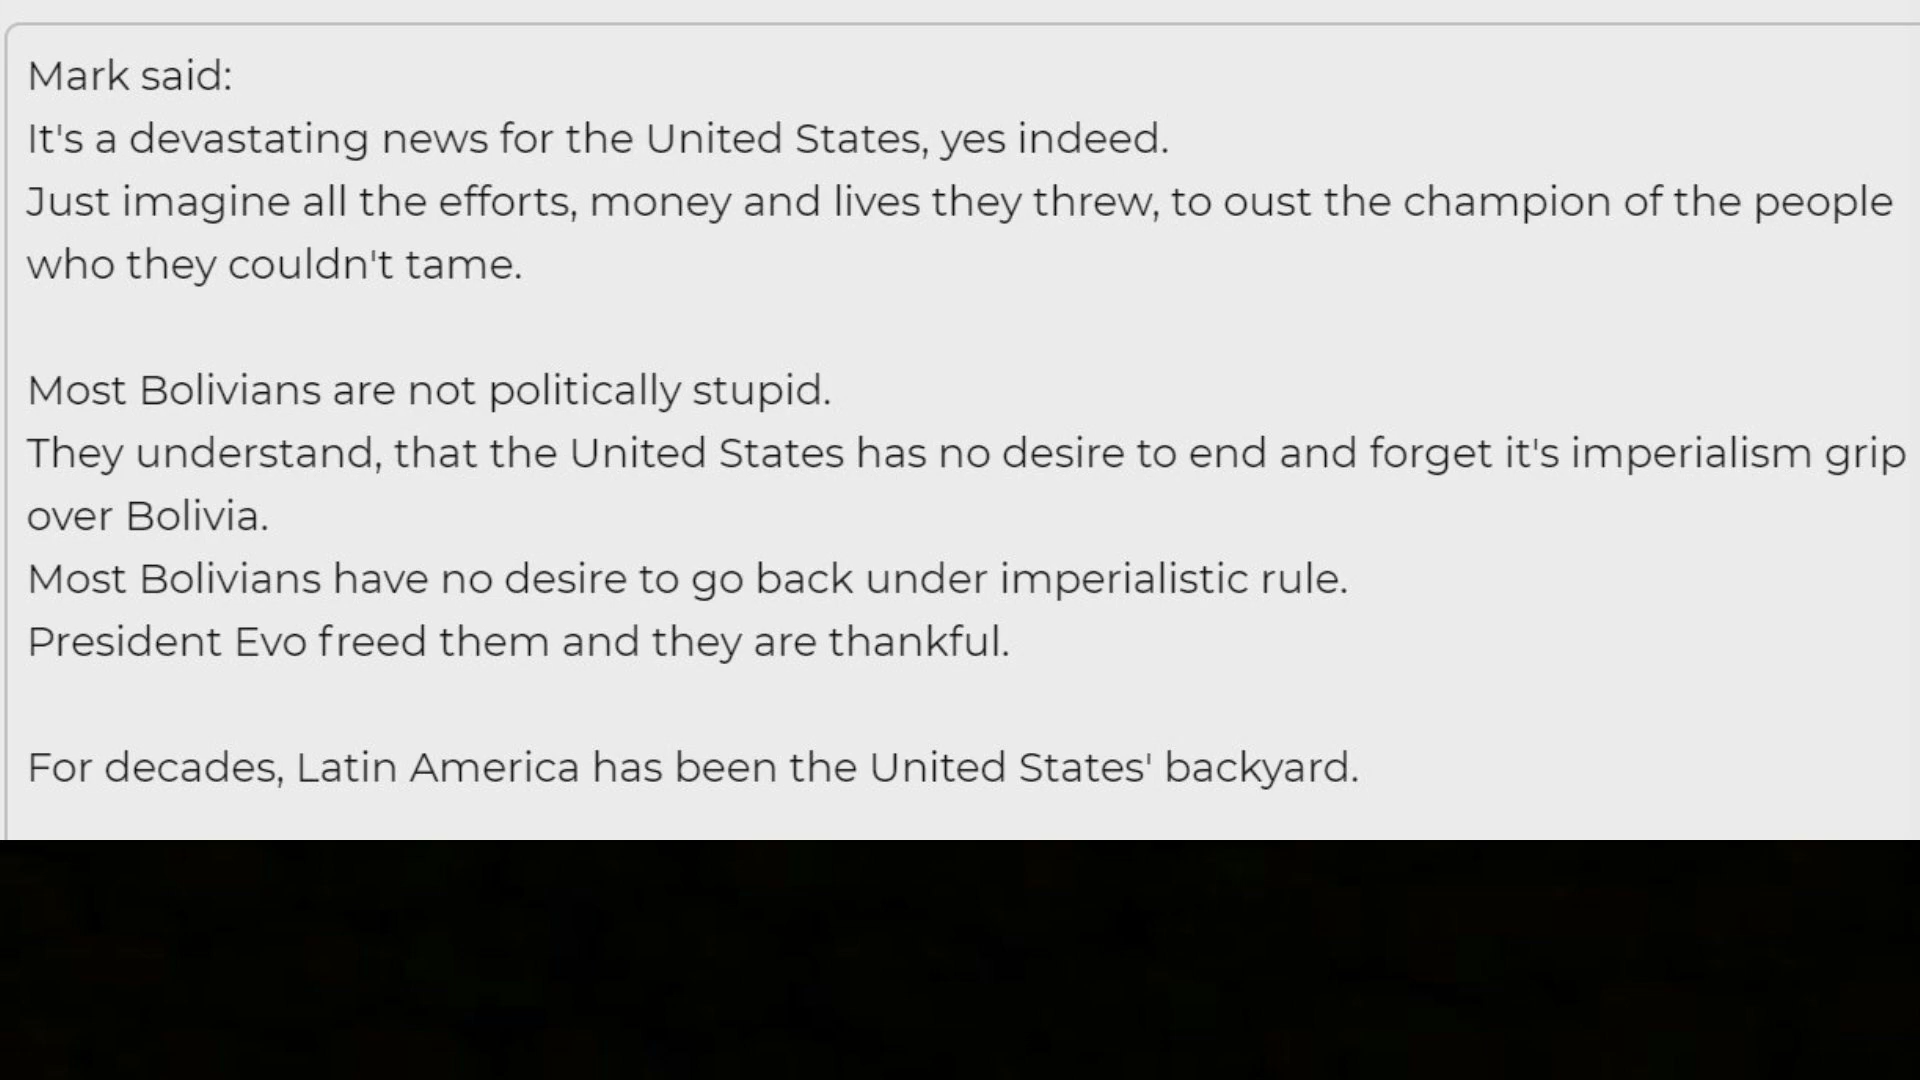 Mark said:
It's a devastating news for the United States, yes indeed.
Just imagine all the efforts, money and lives they threw, to oust the champion of the people
who they couldn't tame.
Most Bolivians are not politically stupid.
They understand, that the United States has no desire to end and forget it's imperialism grip
over Bolivia.
Most Bolivians have no desire to go back under imperialistic rule.
President Evo freed them and they are thankful.
For decades, Latin America has been the United States' backyard.